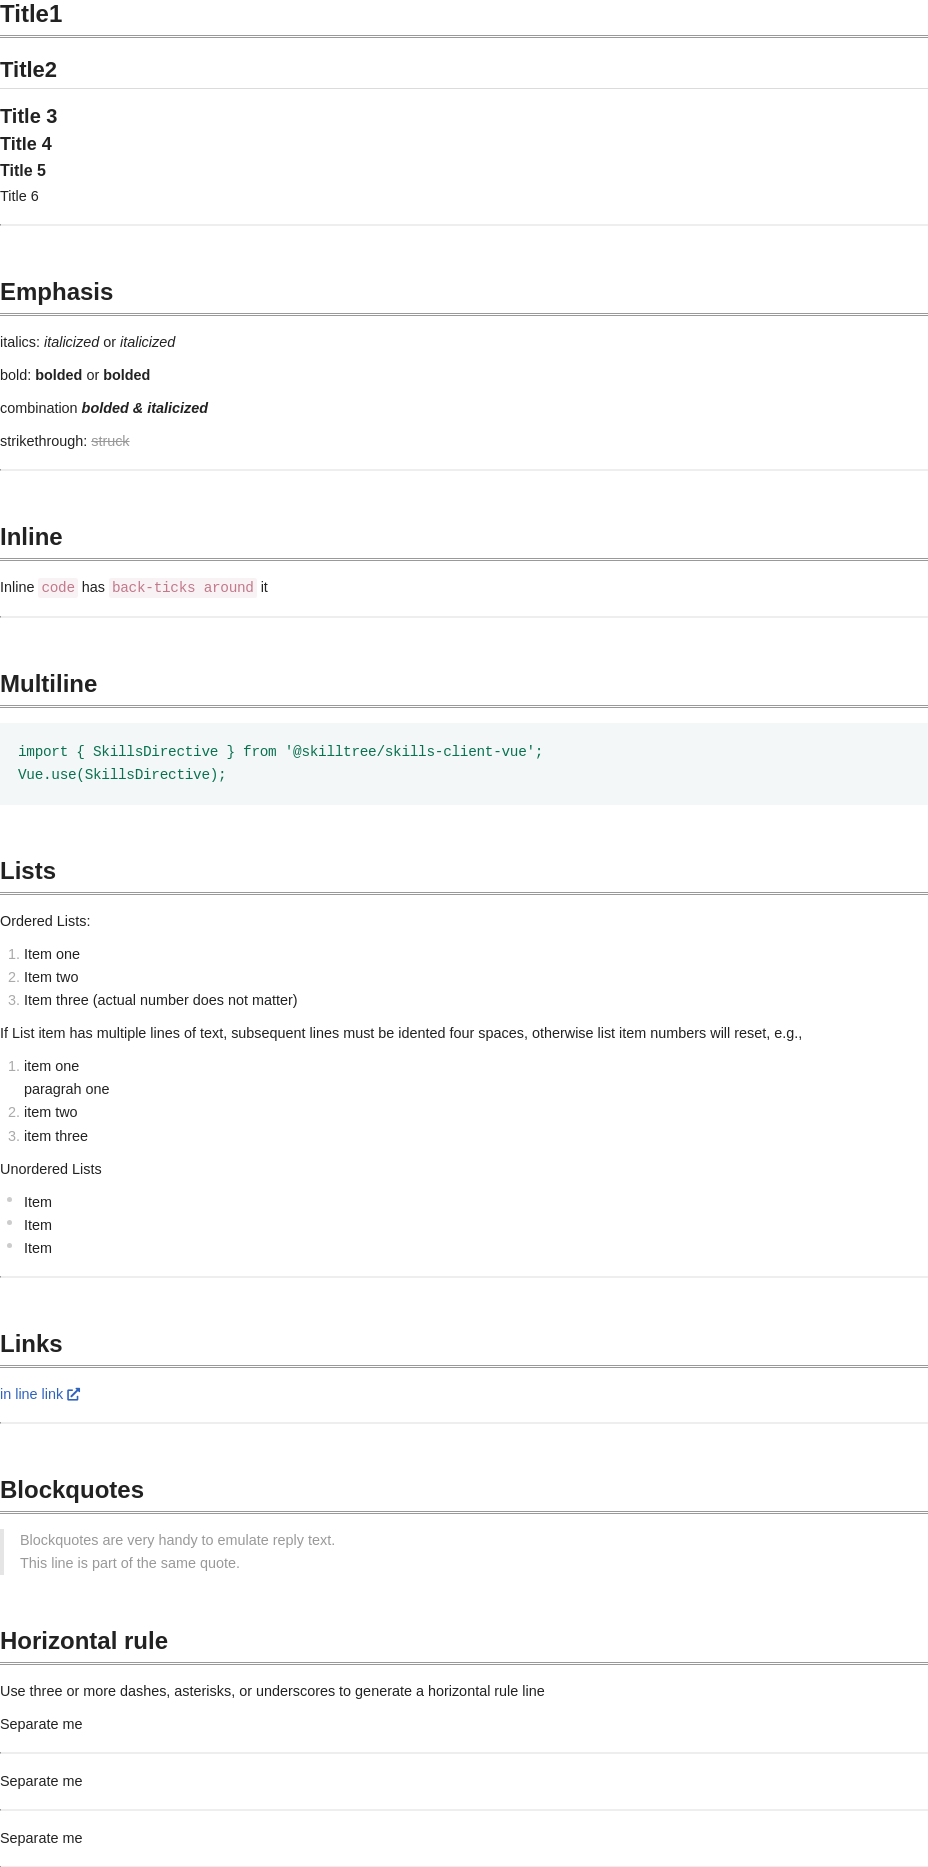 Title1
Title2
Title 3
Title 4
Title 5
Title 6
Emphasis
italics: italicized or italicized
bold: bolded or bolded
combination bolded & italicized
strikethrough: struck
Inline
Inline code has back-ticks around it
Multiline
import { SkillsDirective } from '@skilltree/skills-client-vue';
Vue.use(SkillsDirective);
Lists
Ordered Lists:
1. Item one
2. Item two
3. Item three (actual number does not matter)
If List item has multiple lines of text, subsequent lines must be idented four spaces, otherwise list item numbers will reset, e.g.,
1. item one
paragrah one
2. item two
3. item three
Unordered Lists
• Item
• Item
• Item
Links
in line link
Blockquotes
Blockquotes are very handy to emulate reply text.
This line is part of the same quote.
Horizontal rule
Use three or more dashes, asterisks, or underscores to generate a horizontal rule line
Separate me
Separate me
Separate me